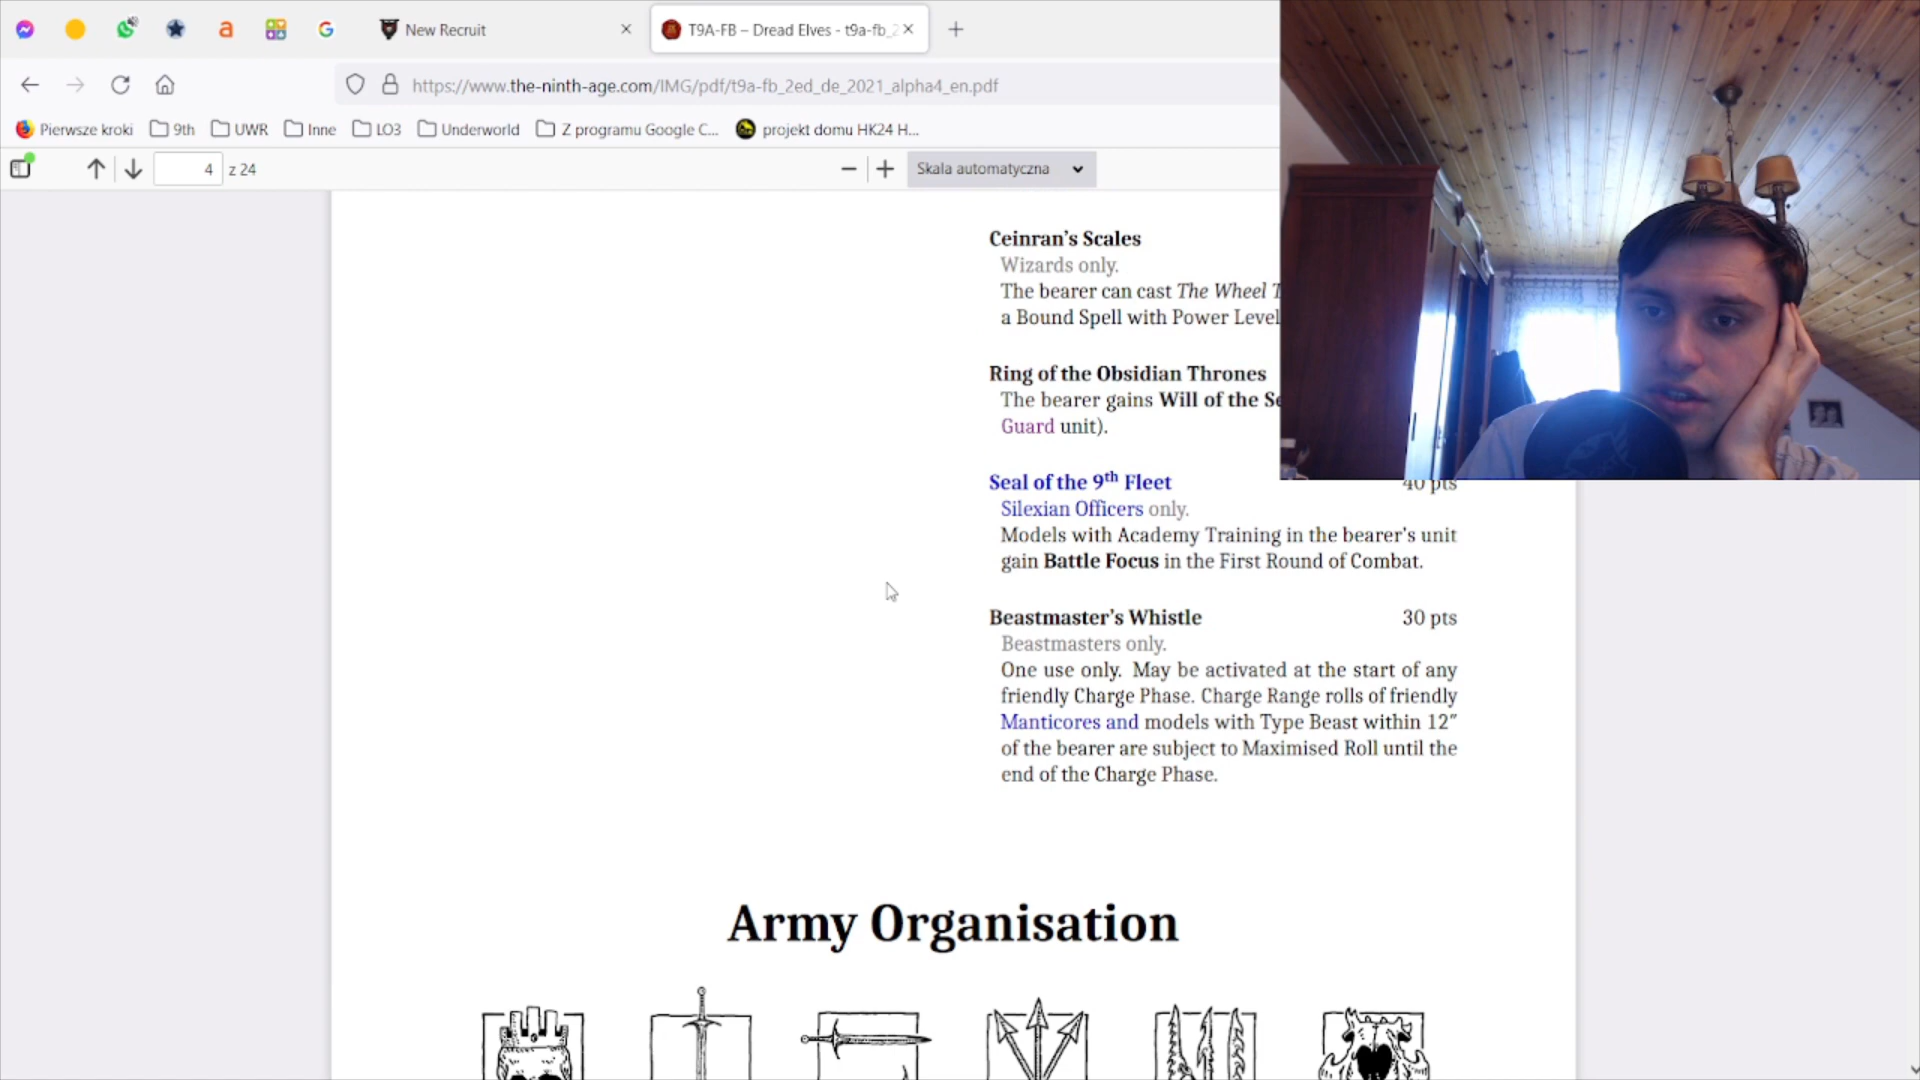 New Recruit
T9A-FB – Dread Elves - t9a-fb_2
https://www.the-ninth-age.com/IMG/pdf/t9a-fb_2ed_de_2021_alpha4_en.pdf
Pierwsze kroki
9th
UWR
Inne
LO3
Underworld
Z programu Google C...
projekt domu HK24 H...
4
z 24
Skala automatyczna
Ceinran's Scales
Wizards only.
The bearer can cast The Wheel
a Bound Spell with Power Level
Ring of the Obsidian Thrones
The bearer gains Will of the
Guard unit).
Seal of the 9th Fleet 40 pts
Silexian Officers only.
Models with Academy Training in the bearer's unit
gain Battle Focus in the First Round of Combat.
Beastmaster's Whistle 30 pts
Beastmasters only.
One use only. May be activated at the start of any
friendly Charge Phase. Charge Range rolls of friendly
Manticores and models with Type Beast within 12″
of the bearer are subject to Maximised Roll until the
end of the Charge Phase.
Army Organisation